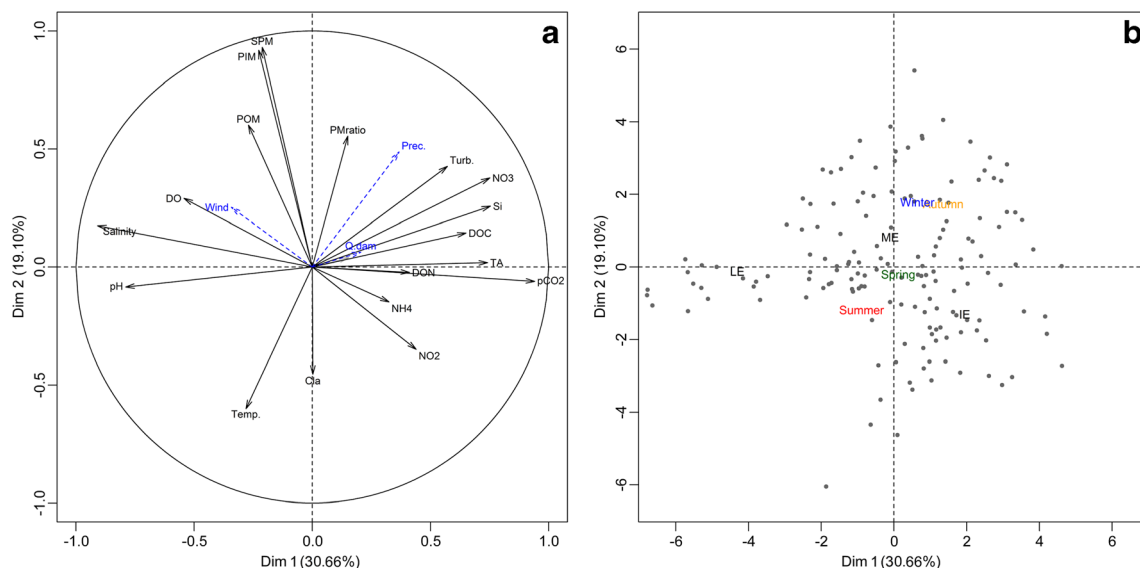 a
SPM
PIM
POM
PMratio
Prec.
Turb.
NO3
DO
Wind
Si
Salinity
DOC
Q.dam
TA
DON
pCO2
pH
NH4
NO2
Cla
Temp.
1.0
0.5
0.0
-0.5
-1.0
Dim 2 (19.10%)
-1.0
-0.5
0.0
0.5
1.0
Dim 1 (30.66%)
b
Winter
Autumn
ME
LE
Spring
Summer
IE
6
4
2
0
-2
-4
-6
Dim 2 (19.10%)
-6
-4
-2
0
2
4
6
Dim 1 (30.66%)